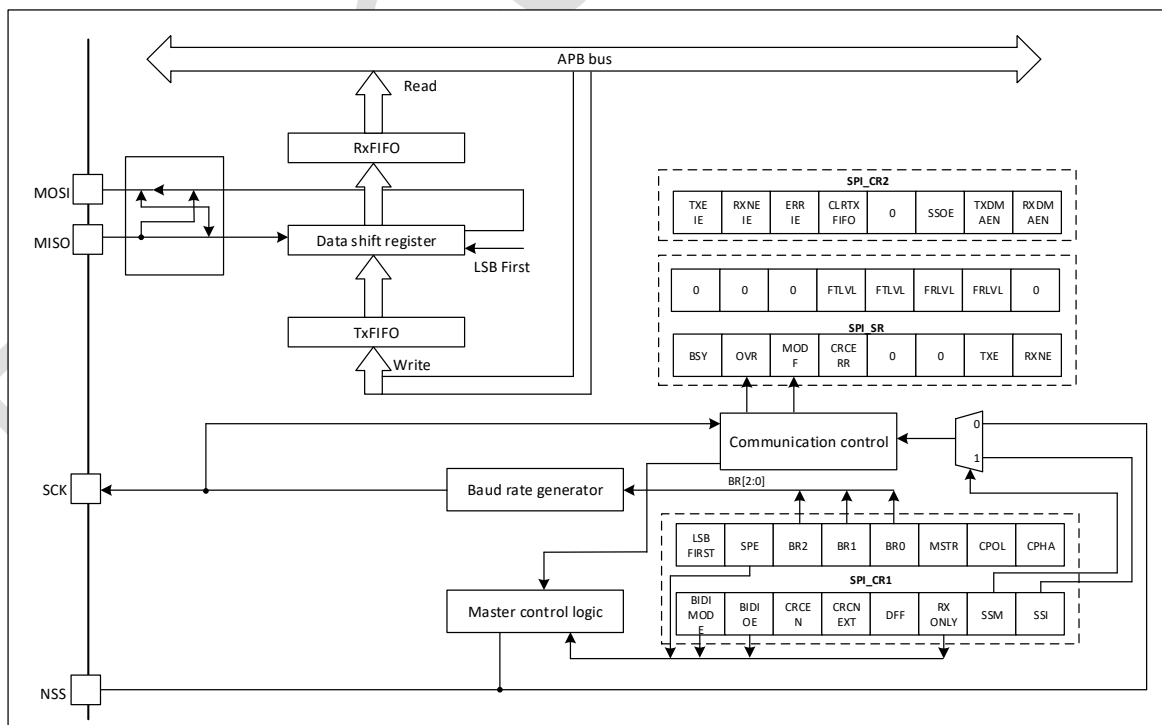 APB bus
Read
RxFIFO
MOSI
MISO
Data shift register
LSB First
TxFIFO
Write
SPI_CR2
TXE IE
RXNE IE
ERR IE
CLRTX FIFO
0
SSOE
TXDM AEN
RXDM AEN
0
0
0
FTLVL
FTLVL
FRLVL
FRLVL
0
SPI_SR
BSY
OVR
MOD F
CRCE RR
0
0
TXE
RXNE
Communication control
0
1
SCK
Baud rate generator
BR[2:0]
LSB FIRST
SPE
BR2
BR1
BR0
MSTR
CPOL
CPHA
SPI_CR1
Master control logic
BIDI MOD E
BIDI OE
CRCE N
CRCN EXT
DFF
RX ONLY
SSM
SSI
NSS